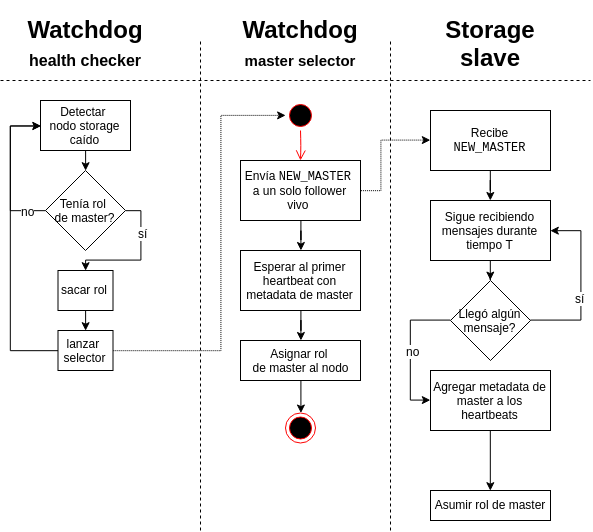 Watchdog
health checker
Watchdog
master selector
Storage
slave
Detectar
nodo storage
caído
Tenía rol
de master?
no
sí
sacar rol
lanzar
selector
Envía NEW_MASTER
a un solo follower
vivo
Esperar al primer
heartbeat con
metadata de master
Asignar rol
de master al nodo
Recibe
NEW_MASTER
Sigue recibiendo
mensajes durante
tiempo T
Llegó algún
mensaje?
sí
no
Agregar metadata de
master a los
heartbeats
Asumir rol de master